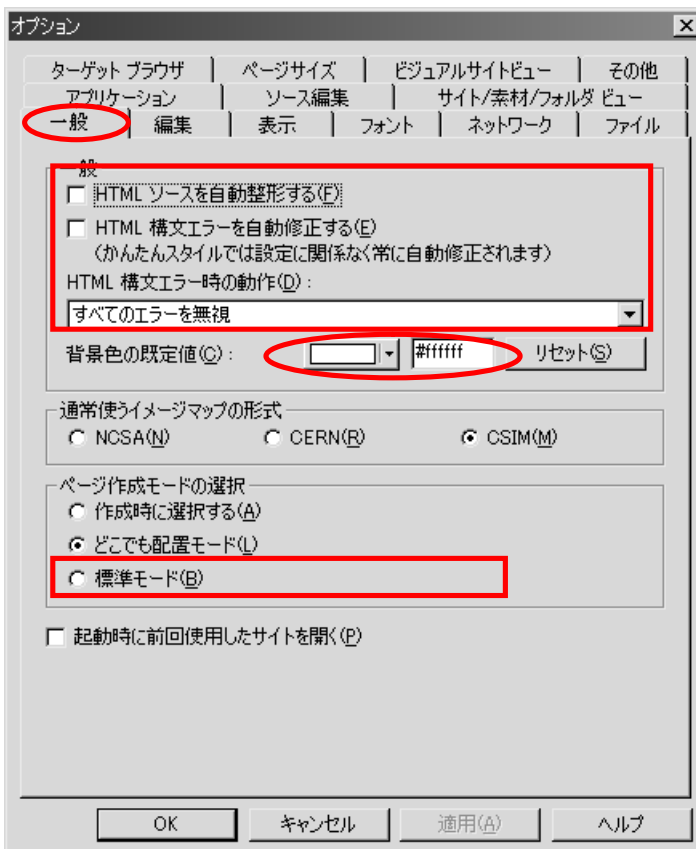 オプション
ターゲット ブラウザ
ページサイズ
ビジュアルサイトビュー
その他
アプリケーション
ソース編集
サイト/素材/フォルダ ビュー
一般
編集
表示
フォント
ネットワーク
ファイル
一般
HTML ソースを自動整形する(F)
HTML 構文エラーを自動修正する(E)
(かんたんスタイルでは設定に関係なく常に自動修正されます)
HTML 構文エラー時の動作(D):
すべてのエラーを無視
背景色の既定値(C):
#ffffff
リセット(S)
通常使うイメージマップの形式
NCSA(N)
CERN(R)
CSIM(M)
ページ作成モードの選択
作成時に選択する(A)
どこでも配置モード(L)
標準モード(B)
起動時に前回使用したサイトを開く(P)
OK
キャンセル
適用(A)
ヘルプ